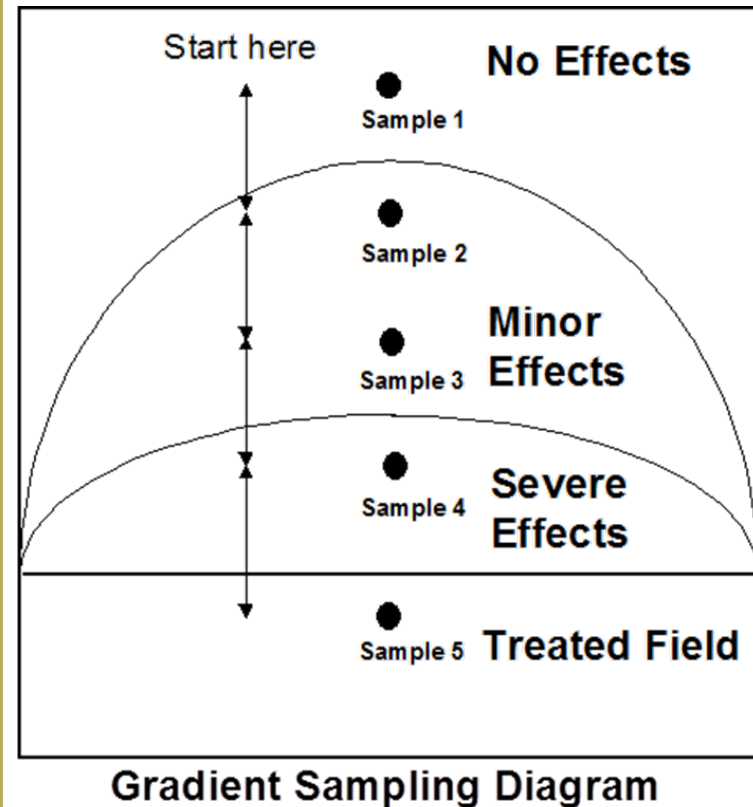 Start here
No Effects
Sample 1
Sample 2
Minor
Effects
Sample 3
Severe
Effects
Sample 4
Sample 5
Treated Field
Gradient Sampling Diagram